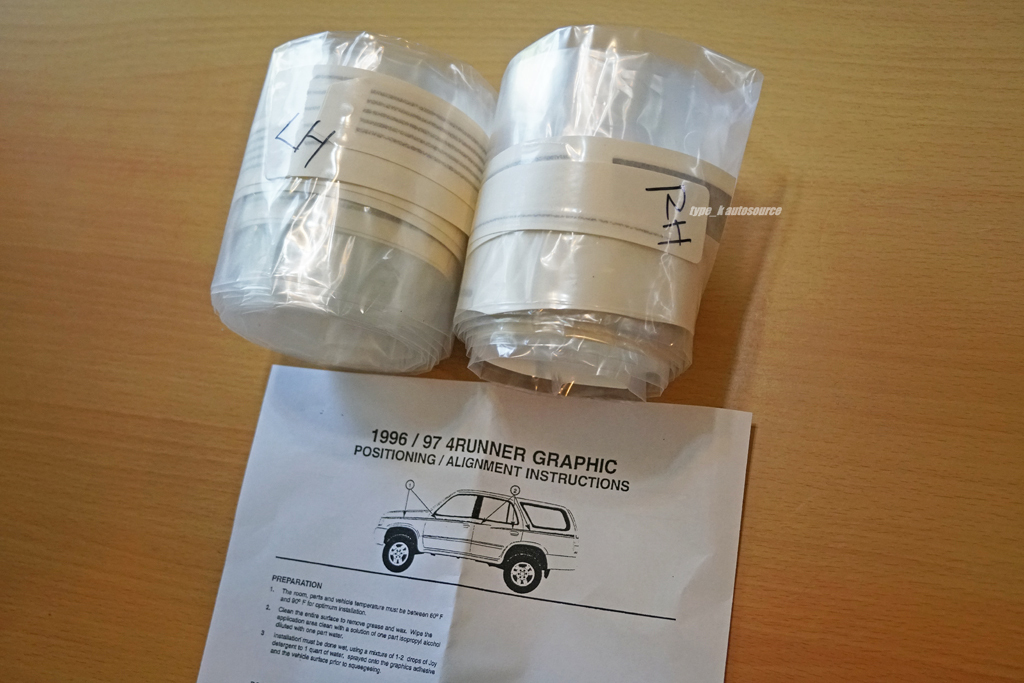 LH
RH
type_k autosource
1996 / 97 4RUNNER GRAPHIC
POSITIONING / ALIGNMENT INSTRUCTIONS
1
2
PREPARATION
1. The room, parts and vehicle temperature must be between 60° F
and 90° F for optimum installation.
2. Clean the entire surface to remove grease and wax. Wipe the
application area clean with a solution of one part isopropyl alcohol
diluted with one part water.
3 Installation must be done wet, using a mixture of 1-2 drops of Joy
detergent to 1 quart of water, sprayed onto the graphics adhesive
and the vehicle surface prior to squeegeeing.